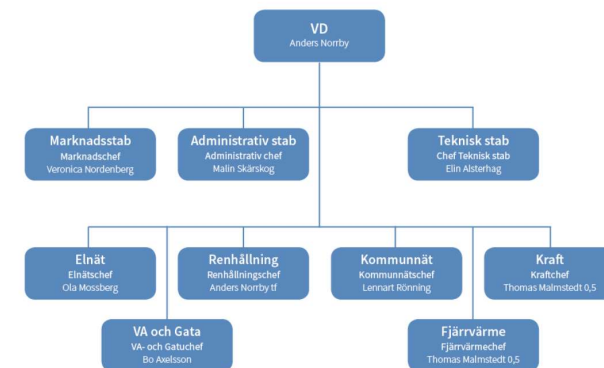 VD
Anders Norrby
Marknadsstab
Marknadschef
Veronica Nordenberg
Administrativ stab
Administrativ chef
Malin Skärskog
Teknisk stab
Chef Teknisk stab
Elin Alsterhag
Elnät
Elnätschef
Ola Mossberg
Renhållning
Renhållningschef
Anders Norrby tf
Kommunnät
Kommunnätschef
Lennart Rönning
Kraft
Kraftchef
Thomas Malmstedt 0,5
VA och Gata
VA- och Gatuchef
Bo Axelsson
Fjärrvärme
Fjärrvärmechef
Thomas Malmstedt 0,5